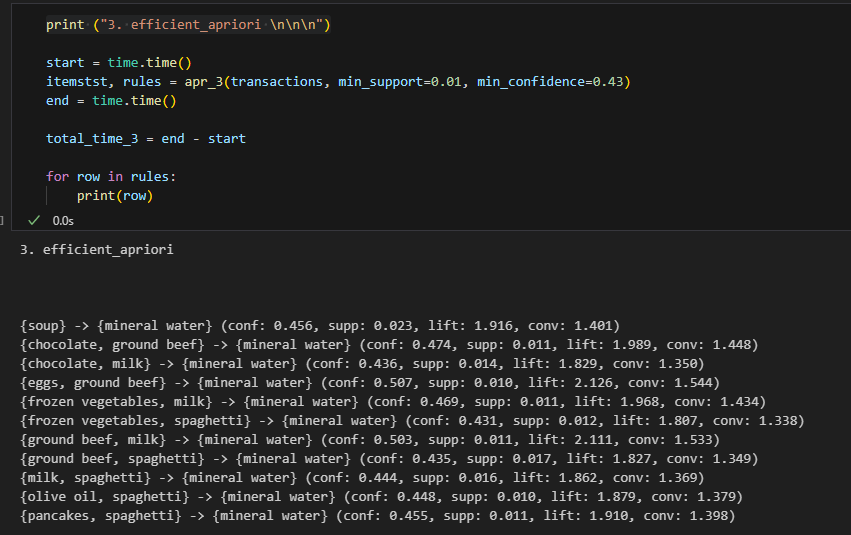 print ("3. efficient_apriori \n\n\n")
start = time.time()
itemstst, rules = apr_3(transactions, min_support=0.01, min_confidence=0.43)
end = time.time()
total_time_3 = end - start
for row in rules:
    print(row)
] ✓ 0.0s
3. efficient_apriori
{soup} -> {mineral water} (conf: 0.456, supp: 0.023, lift: 1.916, conv: 1.401)
{chocolate, ground beef} -> {mineral water} (conf: 0.474, supp: 0.011, lift: 1.989, conv: 1.448)
{chocolate, milk} -> {mineral water} (conf: 0.436, supp: 0.014, lift: 1.829, conv: 1.350)
{eggs, ground beef} -> {mineral water} (conf: 0.507, supp: 0.010, lift: 2.126, conv: 1.544)
{frozen vegetables, milk} -> {mineral water} (conf: 0.469, supp: 0.011, lift: 1.968, conv: 1.434)
{frozen vegetables, spaghetti} -> {mineral water} (conf: 0.431, supp: 0.012, lift: 1.807, conv: 1.338)
{ground beef, milk} -> {mineral water} (conf: 0.503, supp: 0.011, lift: 2.111, conv: 1.533)
{ground beef, spaghetti} -> {mineral water} (conf: 0.435, supp: 0.017, lift: 1.827, conv: 1.349)
{milk, spaghetti} -> {mineral water} (conf: 0.444, supp: 0.016, lift: 1.862, conv: 1.369)
{olive oil, spaghetti} -> {mineral water} (conf: 0.448, supp: 0.010, lift: 1.879, conv: 1.379)
{pancakes, spaghetti} -> {mineral water} (conf: 0.455, supp: 0.011, lift: 1.910, conv: 1.398)